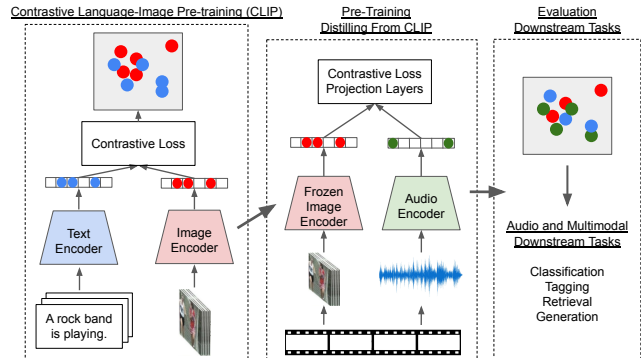 Contrastive Language-Image Pre-training (CLIP)
Contrastive Loss
Text
Encoder
Image Encoder
A rock band
is playing.
Pre-Training
Distilling From CLIP
Contrastive Loss
Projection Layers
Frozen
Image
Encoder
Audio
Encoder
Evaluation
Downstream Tasks
Audio and Multimodal
Downstream Tasks
Classification
Tagging
Retrieval
Generation